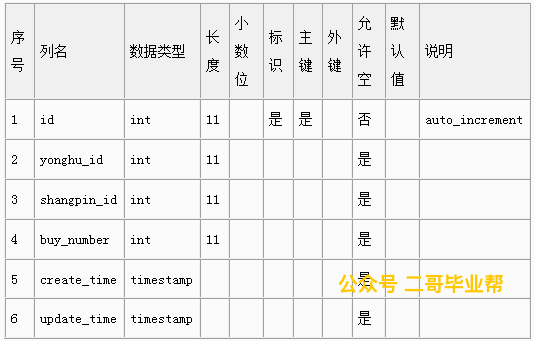 序号 列名 数据类型 长度 小数位 标识 主键 外键 允许空 默认值 说明
1 id int 11 是 是 否 auto_increment
2 yonghu_id int 11 是
3 shangpin_id int 11 是
4 buy_number int 11 是
5 create_time timestamp 是
公众号 二哥毕业帮
6 update_time timestamp 是